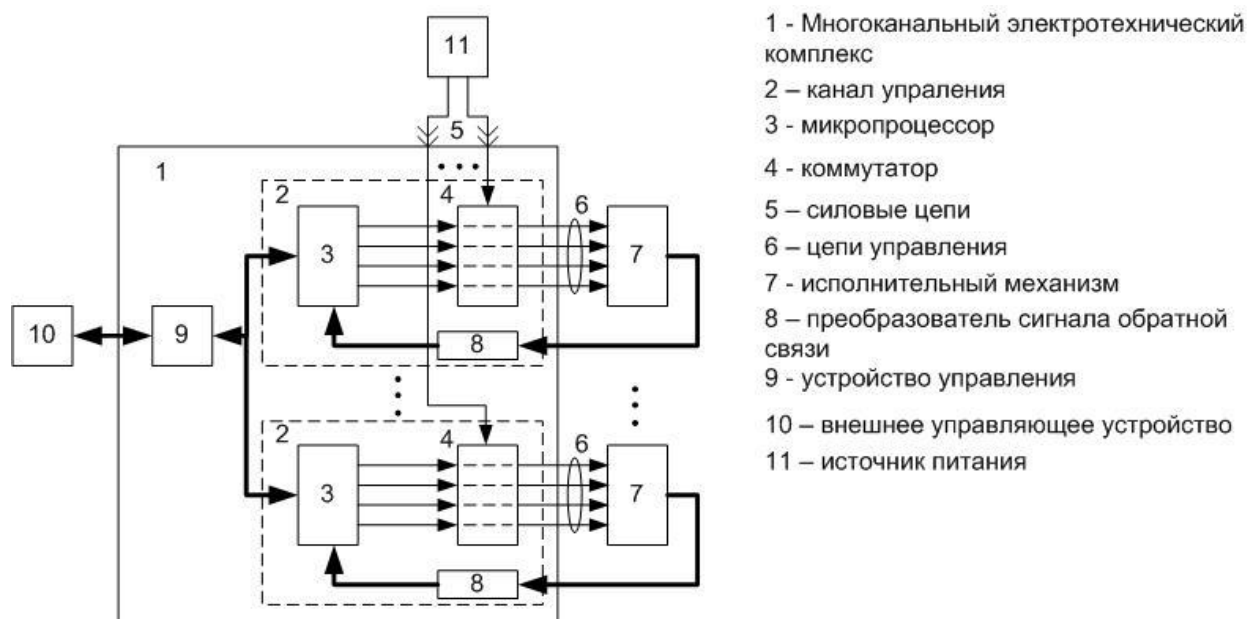 11
5
1
2
4
6
3
7
8
10
9
2
4
6
3
7
8
1 - Многоканальный электротехнический
комплекс
2 – канал упраления
3 - микропроцессор
4 - коммутатор
5 – силовые цепи
6 – цепи управления
7 - исполнительный механизм
8 – преобразователь сигнала обратной
связи
9 - устройство управления
10 – внешнее управляющее устройство
11 – источник питания